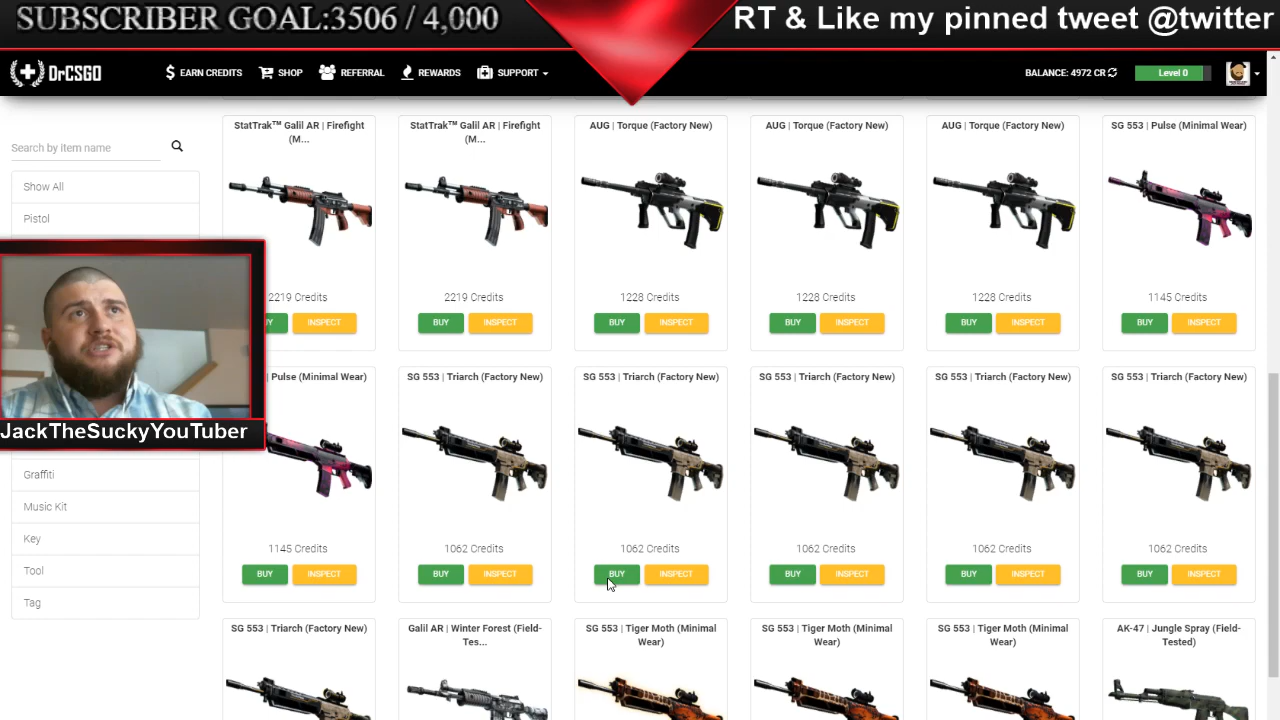 SUBSCRIBER GOAL:3506 / 4,000
RT & Like my pinned tweet @twitter
DrCSGO
EARN CREDITS
SHOP
REFERRAL
REWARDS
SUPPORT
BALANCE: 4972 CR
Level 0
Search by item name
Show All
Pistol
JackTheSuckyYouTuber
Graffiti
Music Kit
Key
Tool
Tag
StatTrak™ Galil AR | Firefight (M...
StatTrak™ Galil AR | Firefight (M...
AUG | Torque (Factory New)
AUG | Torque (Factory New)
AUG | Torque (Factory New)
SG 553 | Pulse (Minimal Wear)
2219 Credits
2219 Credits
1228 Credits
1228 Credits
1228 Credits
1145 Credits
INSPECT
BUY
INSPECT
BUY
INSPECT
BUY
INSPECT
BUY
INSPECT
BUY
INSPECT
| Pulse (Minimal Wear)
SG 553 | Triarch (Factory New)
SG 553 | Triarch (Factory New)
SG 553 | Triarch (Factory New)
SG 553 | Triarch (Factory New)
SG 553 | Triarch (Factory New)
1145 Credits
1062 Credits
1062 Credits
1062 Credits
1062 Credits
1062 Credits
BUY
INSPECT
BUY
INSPECT
BUY
INSPECT
BUY
INSPECT
BUY
INSPECT
BUY
INSPECT
SG 553 | Triarch (Factory New)
Galil AR | Winter Forest (Field-
Tes...
SG 553 | Tiger Moth (Minimal
Wear)
SG 553 | Tiger Moth (Minimal
Wear)
SG 553 | Tiger Moth (Minimal
Wear)
AK-47 | Jungle Spray (Field-
Tested)